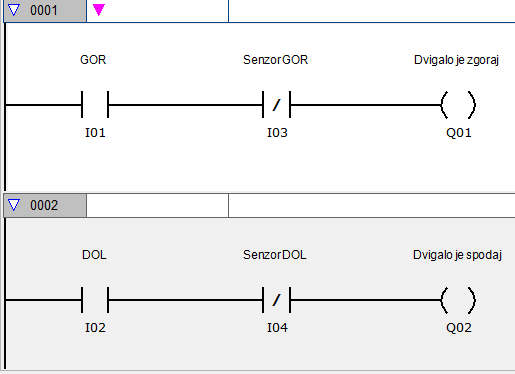 0001
GOR SenzorGOR Dvigalo je zgoraj
I01 I03 Q01
0002
DOL SenzorDOL Dvigalo je spodaj
I02 I04 Q02